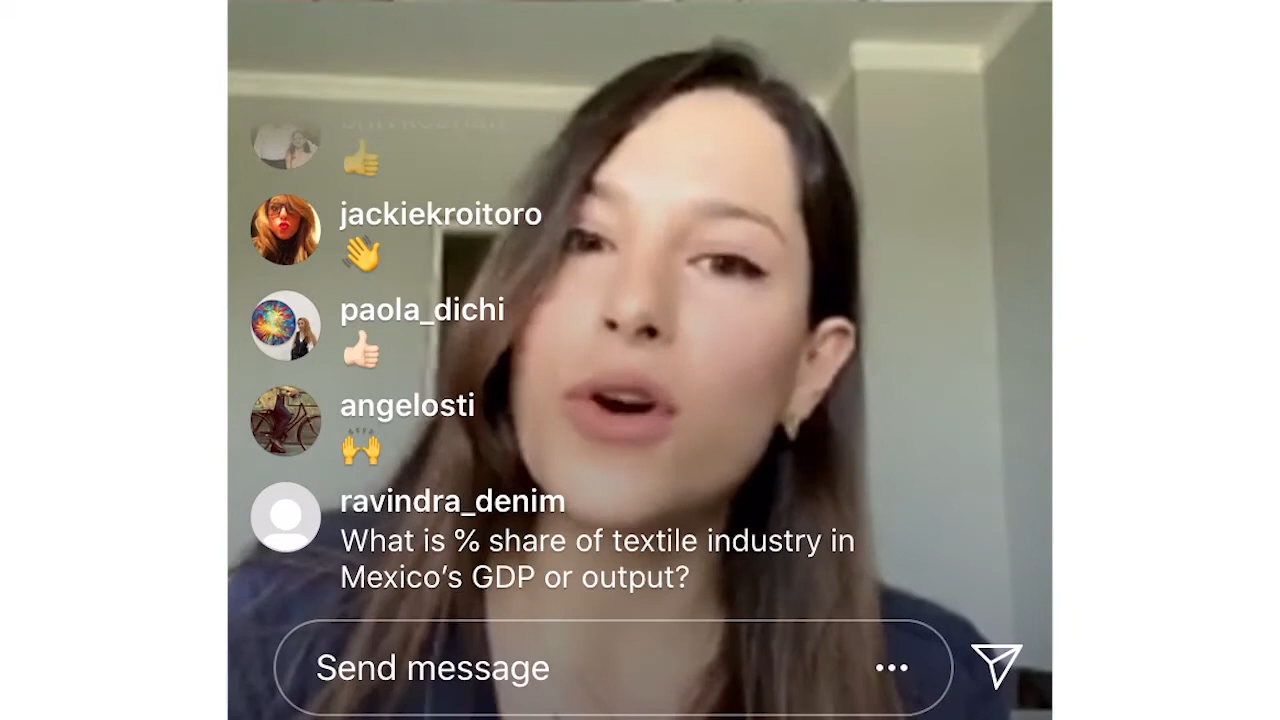 jackiekroitoro
paola_dichi
angelosti
ravindra_denim
What is % share of textile industry in
Mexico’s GDP or output?
Send message